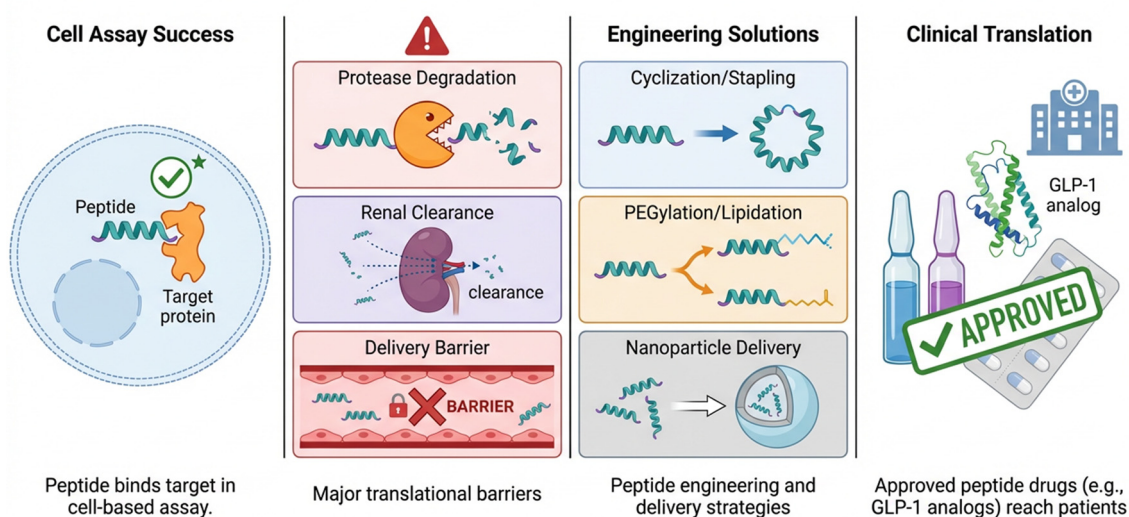 Cell Assay Success
Peptide
Target
protein
Peptide binds target in
cell-based assay.
Protease Degradation
Renal Clearance
clearance
Delivery Barrier
BARRIER
Major translational barriers
Engineering Solutions
Cyclization/Stapling
PEGylation/Lipidation
Nanoparticle Delivery
Peptide engineering and
delivery strategies
Clinical Translation
GLP-1
analog
APPROVED
Approved peptide drugs (e.g.,
GLP-1 analogs) reach patients